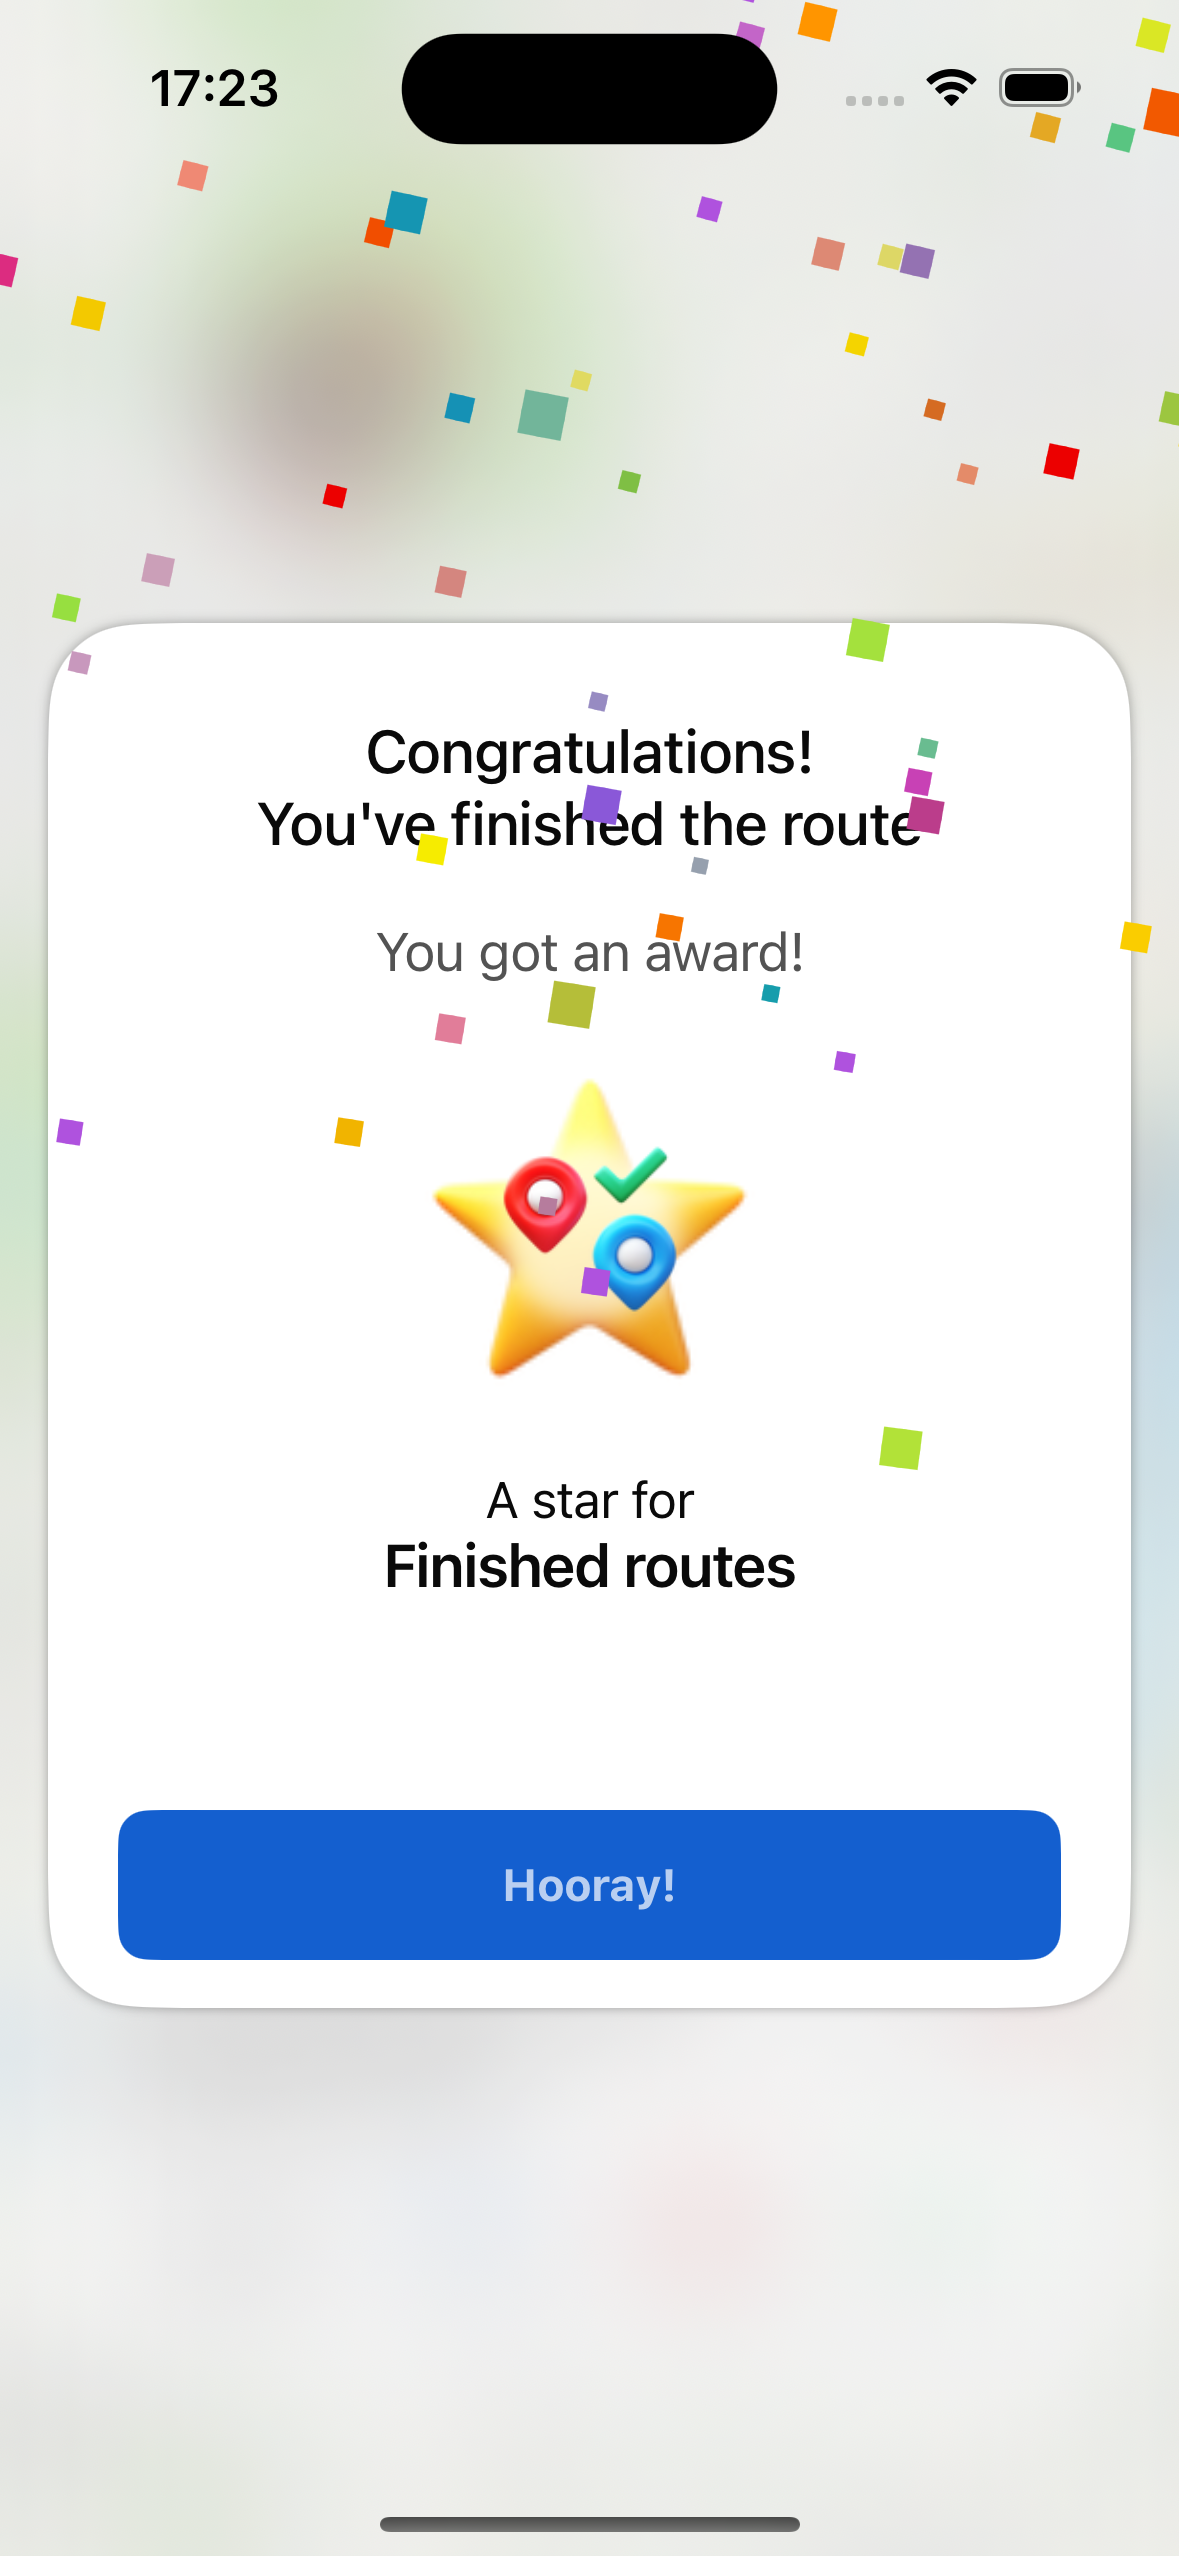 17:23
Congratulations!
You've finished the route
You got an award!
A star for
Finished routes
Hooray!